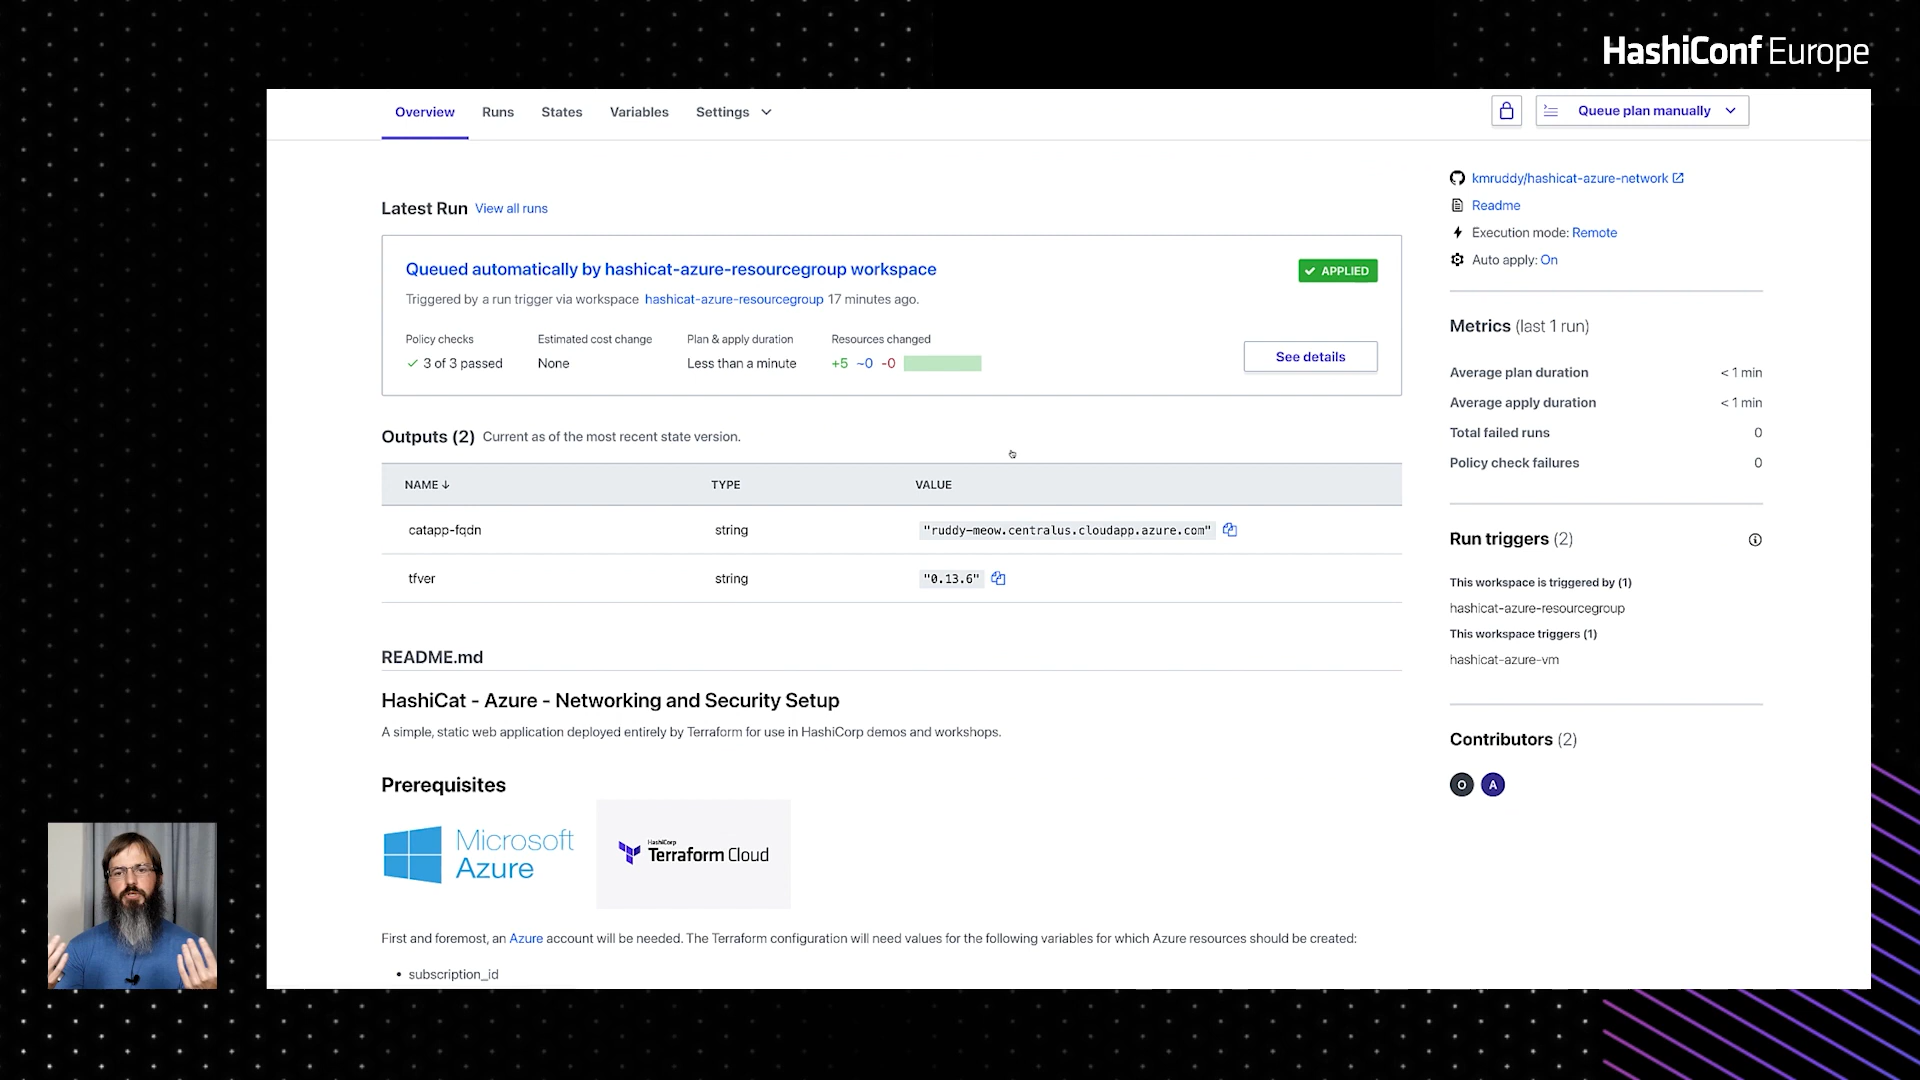 HashiConf Europe
Overview Runs States Variables Settings
Queue plan manually
Latest Run View all runs
Queued automatically by hashicat-azure-resourcegroup workspace
APPLIED
Triggered by a run trigger via workspace hashicat-azure-resourcegroup 17 minutes ago.
Policy checks Estimated cost change Plan & apply duration Resources changed
3 of 3 passed None Less than a minute +5 ~0 -0
See details
Outputs (2) Current as of the most recent state version.
NAME TYPE VALUE
catapp-fqdn string "ruddy-meow.centralus.cloudapp.azure.com"
tfver string "0.13.6"
README.md
HashiCat - Azure - Networking and Security Setup
A simple, static web application deployed entirely by Terraform for use in HashiCorp demos and workshops.
Prerequisites
Microsoft
Azure
HashiCorp
Terraform Cloud
First and foremost, an Azure account will be needed. The Terraform configuration will need values for the following variables for which Azure resources should be created:
• subscription_id
kmruddy/hashicat-azure-network
Readme
Execution mode: Remote
Auto apply: On
Metrics (last 1 run)
Average plan duration < 1 min
Average apply duration < 1 min
Total failed runs 0
Policy check failures 0
Run triggers (2)
This workspace is triggered by (1)
hashicat-azure-resourcegroup
This workspace triggers (1)
hashicat-azure-vm
Contributors (2)
O A